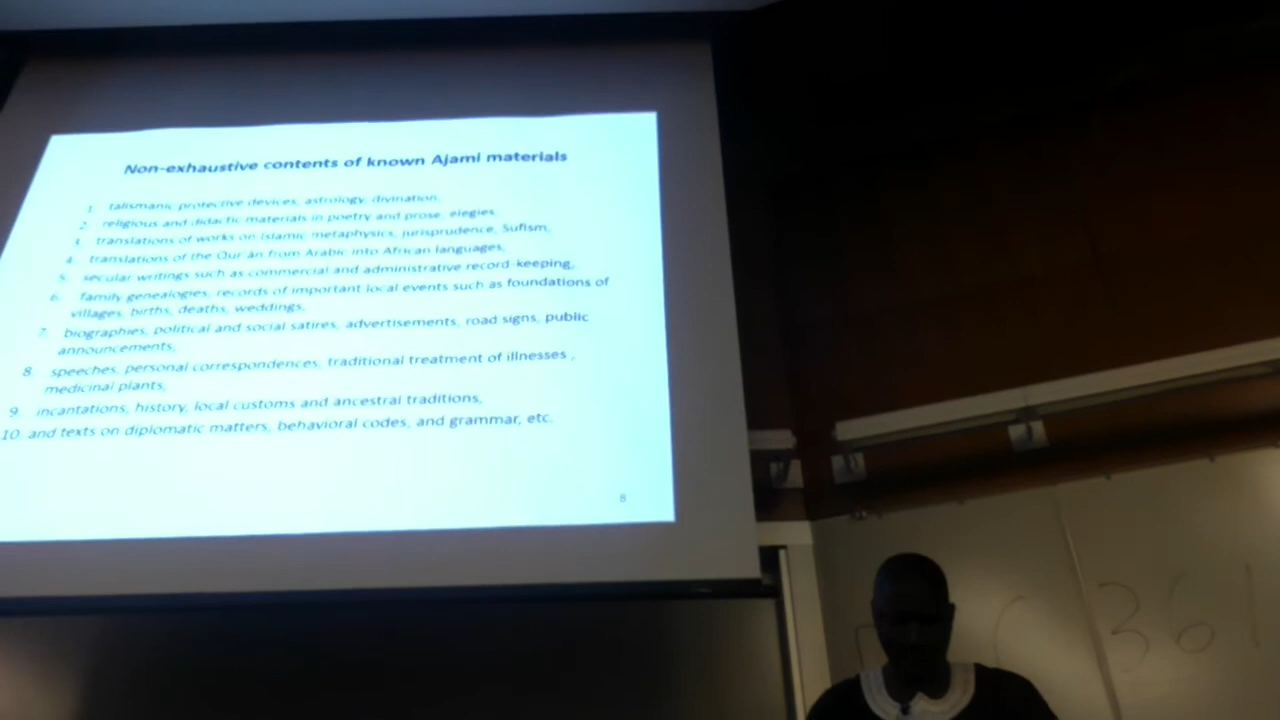 Non-exhaustive contents of known Ajami materials
1. talismanic protective devices, astrology, divination,
2. religious and didactic materials in poetry and prose, elegies,
3. translations of works on Islamic metaphysics, jurisprudence, Sufism,
4. translations of the Qur'ān from Arabic into African languages,
5. secular writings such as commercial and administrative record-keeping,
6. family genealogies, records of important local events such as foundations of
villages, births, deaths, weddings,
7. biographies, political and social satires, advertisements, road signs, public
announcements,
8. speeches, personal correspondences, traditional treatment of illnesses ,
medicinal plants,
9. incantations, history, local customs and ancestral traditions,
10. and texts on diplomatic matters, behavioral codes, and grammar, etc.
8
361